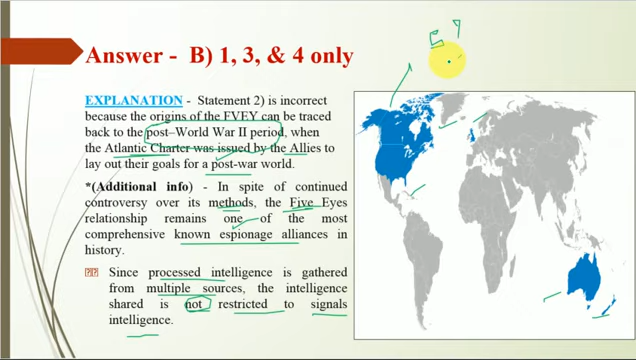 Answer - B) 1, 3, & 4 only
EXPLANATION - Statement 2) is incorrect
because the origins of the FVEY can be traced
back to the post–World War II period, when
the Atlantic Charter was issued by the Allies to
lay out their goals for a post-war world.
*(Additional info) - In spite of continued
controversy over its methods, the Five Eyes
relationship remains one of the most
comprehensive known espionage alliances in
history.
Since processed intelligence is gathered
from multiple sources, the intelligence
shared is not restricted to signals
intelligence.